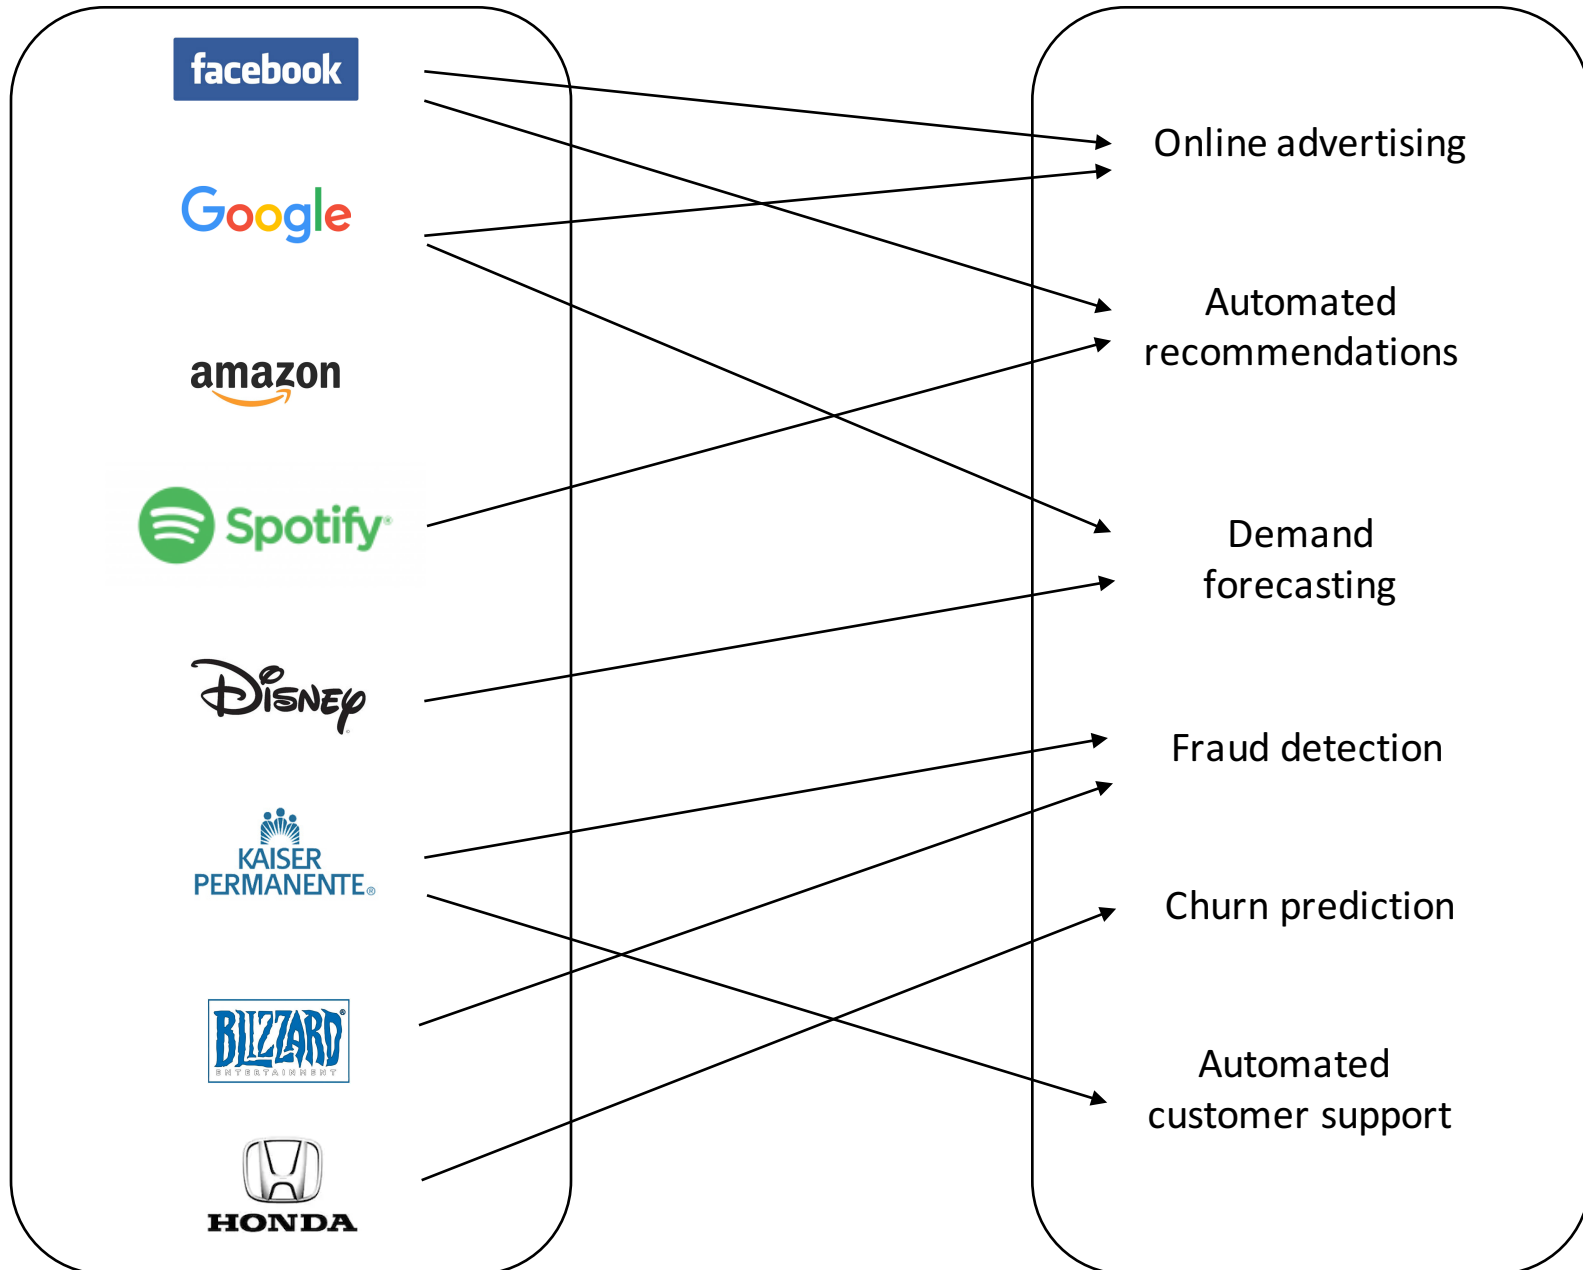 facebook
Google
amazon
Spotify®
Disney
KAISER
PERMANENTE®
BLIZZARD®
ENTERTAINMENT
HONDA
Online advertising
Automated
recommendations
Demand
forecasting
Fraud detection
Churn prediction
Automated
customer support